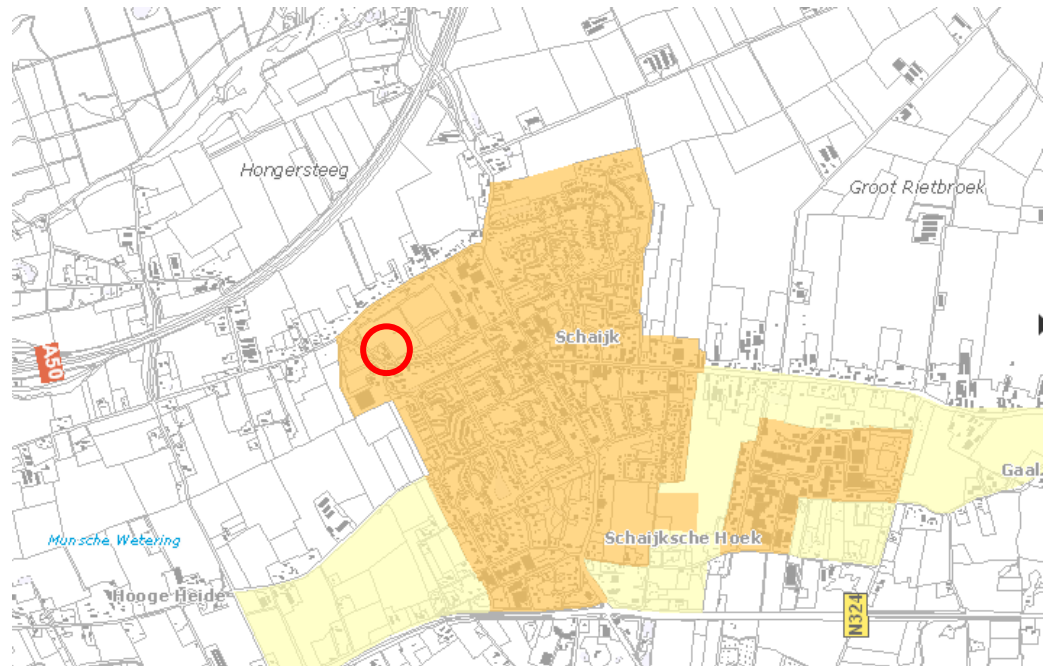 Hongersteeg
Groot Rietbroek
Schaijk
A50
Gaal.
Schaijksche Hoek
Munsche Wetering
Hooge Heide
N324